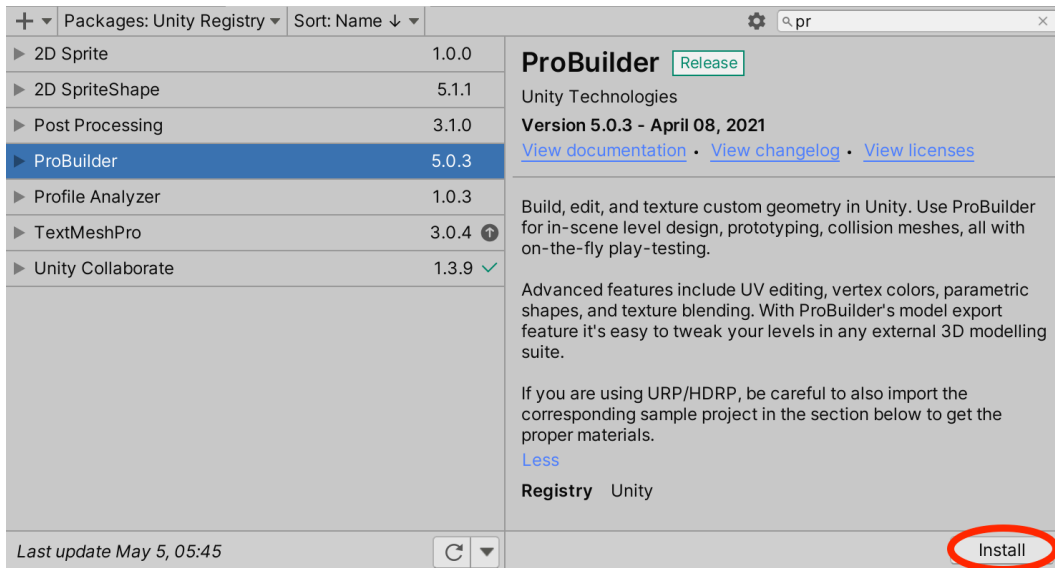 Packages: Unity Registry Sort: Name ↓ pr
2D Sprite 1.0.0
2D SpriteShape 5.1.1
Post Processing 3.1.0
ProBuilder 5.0.3
Profile Analyzer 1.0.3
TextMeshPro 3.0.4
Unity Collaborate 1.3.9
Last update May 5, 05:45
ProBuilder Release
Unity Technologies
Version 5.0.3 - April 08, 2021
View documentation • View changelog • View licenses
Build, edit, and texture custom geometry in Unity. Use ProBuilder
for in-scene level design, prototyping, collision meshes, all with
on-the-fly play-testing.
Advanced features include UV editing, vertex colors, parametric
shapes, and texture blending. With ProBuilder's model export
feature it's easy to tweak your levels in any external 3D modelling
suite.
If you are using URP/HDRP, be careful to also import the
corresponding sample project in the section below to get the
proper materials.
Less
Registry Unity
Install